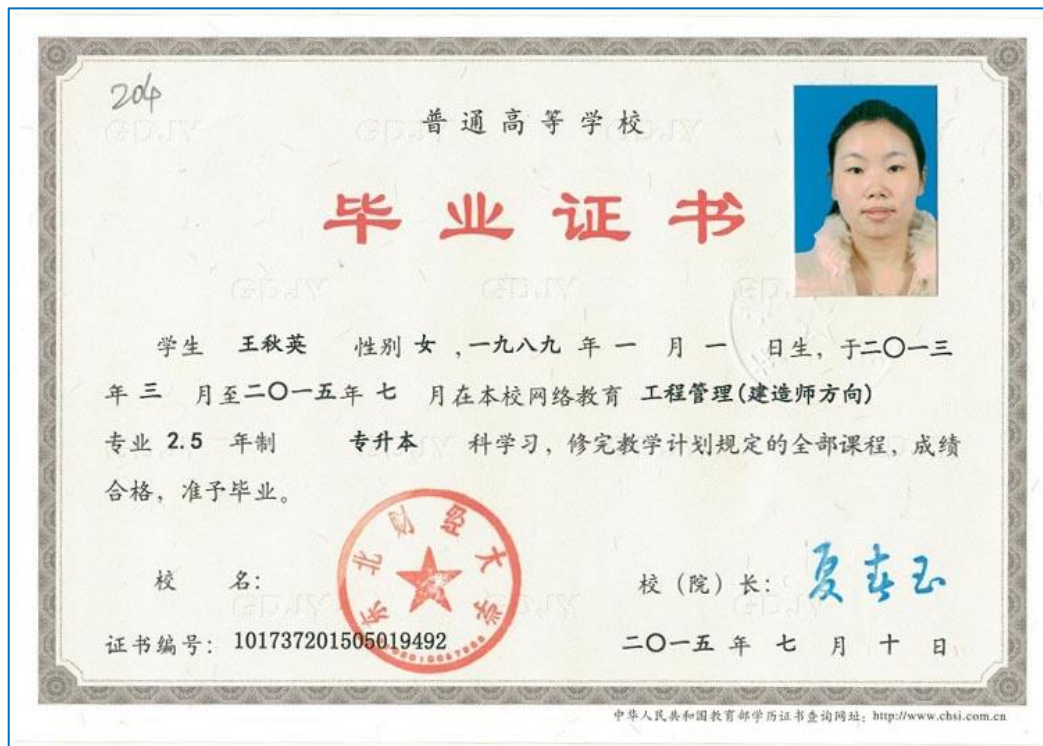 204
普通高等学校
毕业证书
学生 王秋英 性别 女 ,一九八九 年 一 月 一 日生, 于二〇一三
年 三 月至二〇一五年 七 月在本校网络教育 工程管理(建造师方向)
专业 2.5 年制 专升本 科学习, 修完教学计划规定的全部课程, 成绩
合格, 准予毕业。
东北财经大学
校 名:
校 (院) 长: 夏春玉
证书编号: 101737201505019492
二〇一五 年 七 月 十 日
中华人民共和国教育部学历证书查询网址: http://www.chsi.com.cn